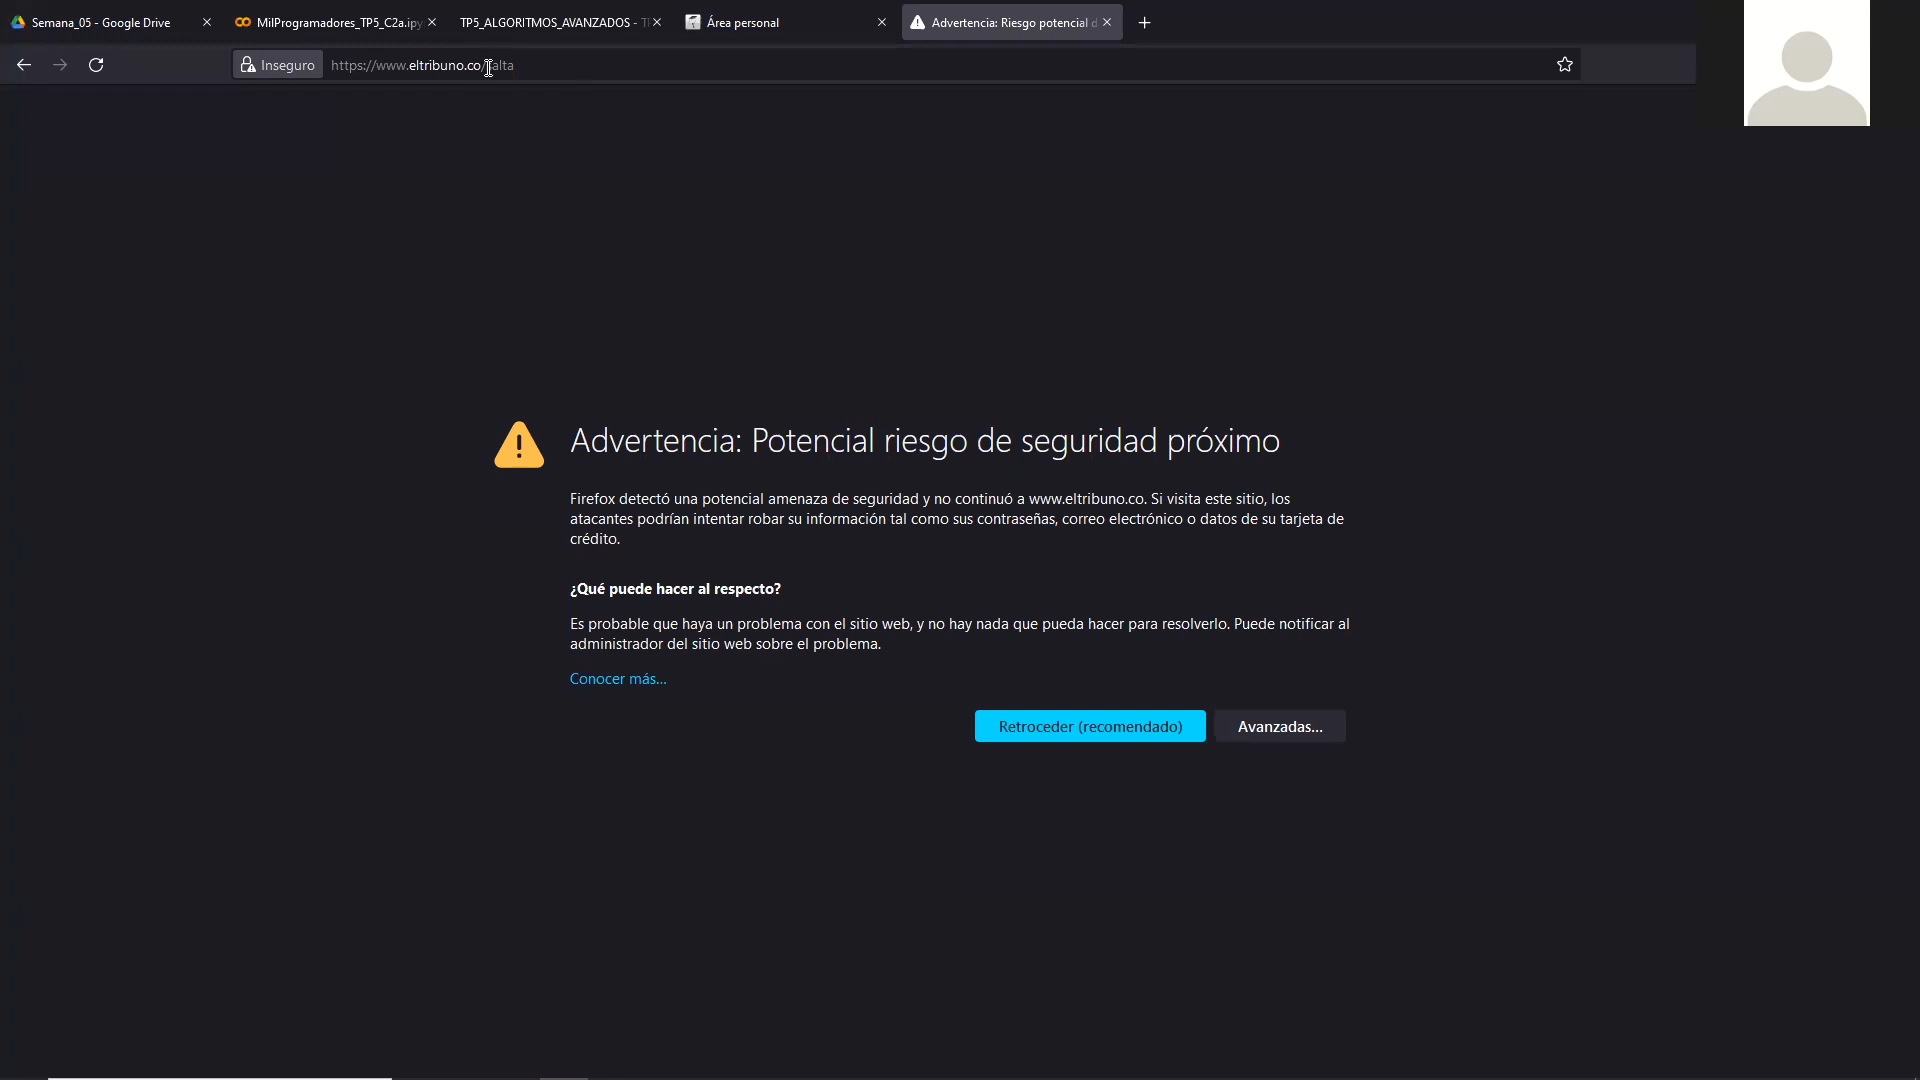 Semana_05 - Google Drive
MilProgramadores_TP5_C2a.ipy
TP5_ALGORITMOS_AVANZADOS -
Área personal
Advertencia: Riesgo potencial d
Inseguro
https://www.eltribuno.co/
Advertencia: Potencial riesgo de seguridad próximo
Firefox detectó una potencial amenaza de seguridad y no continuó a www.eltribuno.co. Si visita este sitio, los
atacantes podrían intentar robar su información tal como sus contraseñas, correo electrónico o datos de su tarjeta de
crédito.
¿Qué puede hacer al respecto?
Es probable que haya un problema con el sitio web, y no hay nada que pueda hacer para resolverlo. Puede notificar al
administrador del sitio web sobre el problema.
Conocer más...
Retroceder (recomendado)
Avanzadas...